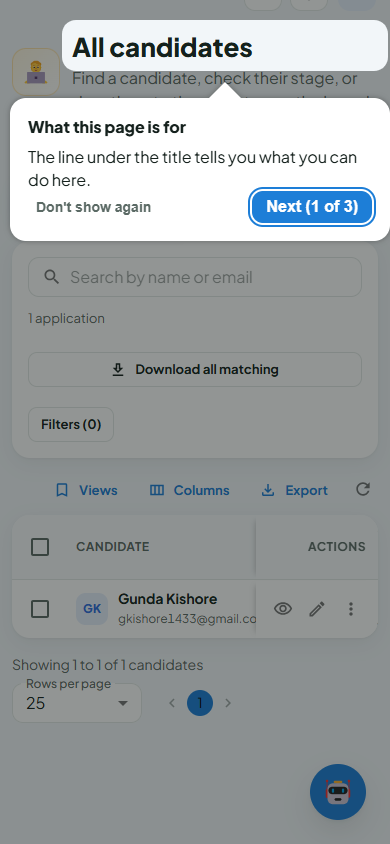 All candidates
Find a candidate, check their stage, or
What this page is for
The line under the title tells you what you can
do here.
Don't show again
Next (1 of 3)
Search by name or email
1 application
Download all matching
Filters (0)
Views
Columns
Export
CANDIDATE
ACTIONS
GK
Gunda Kishore
gkishore1433@gmail.co
Showing 1 to 1 of 1 candidates
Rows per page
25
1